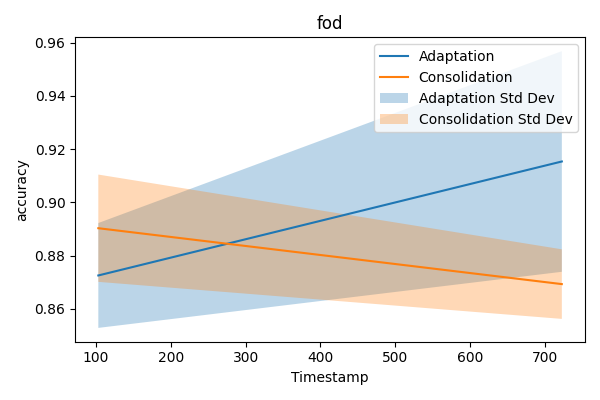 fod
0.96
0.94
0.92
0.90
0.88
0.86
accuracy
Adaptation
Consolidation
Adaptation Std Dev
Consolidation Std Dev
100 200 300 400 500 600 700
Timestamp